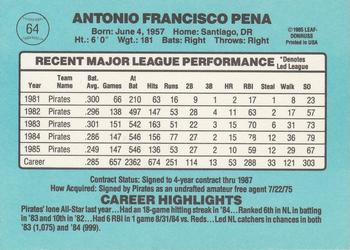 64
ANTONIO FRANCISCO PENA
Born: June 4, 1957 Home: Santiago, DR
Ht.: 6'0" Wgt.: 181 Bats: Right Throws: Right
©1985 LEAF-
DONRUSS
Printed in USA
RECENT MAJOR LEAGUE PERFORMANCE
*Denotes
Led League
Year Team Name Bat. Avg. Games At Bat Hits 2B 3B HR RBI Steal Walk SO
1981 Pirates .300 66 210 63 9 1 2 17 1 8 23
1982 Pirates .296 138 497 147 28 4 11 63 2 17 57
1983 Pirates .301 151 542 163 22 3 15 70 6 31 73
1984 Pirates .286 147 546 156 27 2 15 78 12 36 79
1985 Pirates .249 147 546 136 27 2 10 59 12 29 67
Career .285 657 2362 674 114 13 53 288 33 121 303
Contract Status: Signed to 4-year contract thru 1987
How Acquired: Signed by Pirates as an undrafted amateur free agent 7/22/75
CAREER HIGHLIGHTS
Pirates' lone All-Star last year...Had an 18-game hitting streak in '84...Ranked 6th in NL in batting
in '83 and 10th in '82...Had 6 RBI in 1 game on 8/31/84 vs. Reds...Led NL catchers in chances in both
'83 (1,075) and '84 (999).